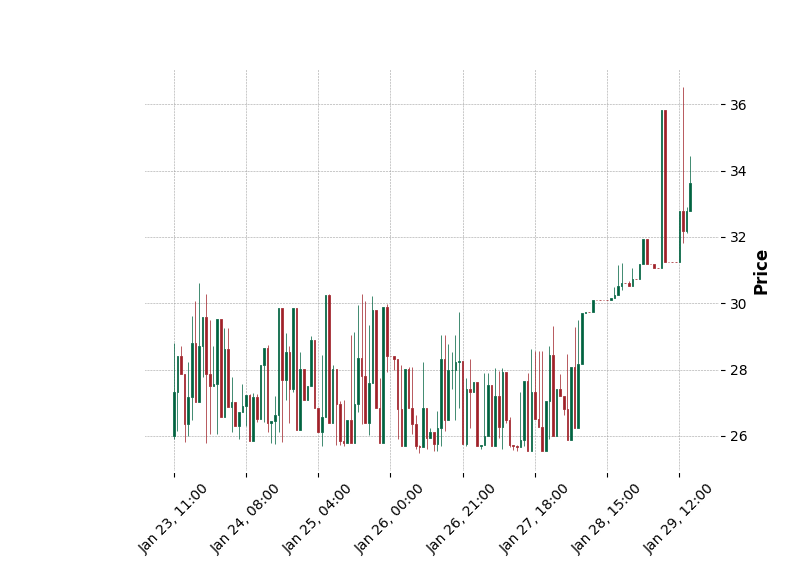 36
34
32
30
28
26
Price
Jan 23, 11:00
Jan 24, 08:00
Jan 25, 04:00
Jan 26, 00:00
Jan 26, 21:00
Jan 27, 18:00
Jan 28, 15:00
Jan 29, 12:00